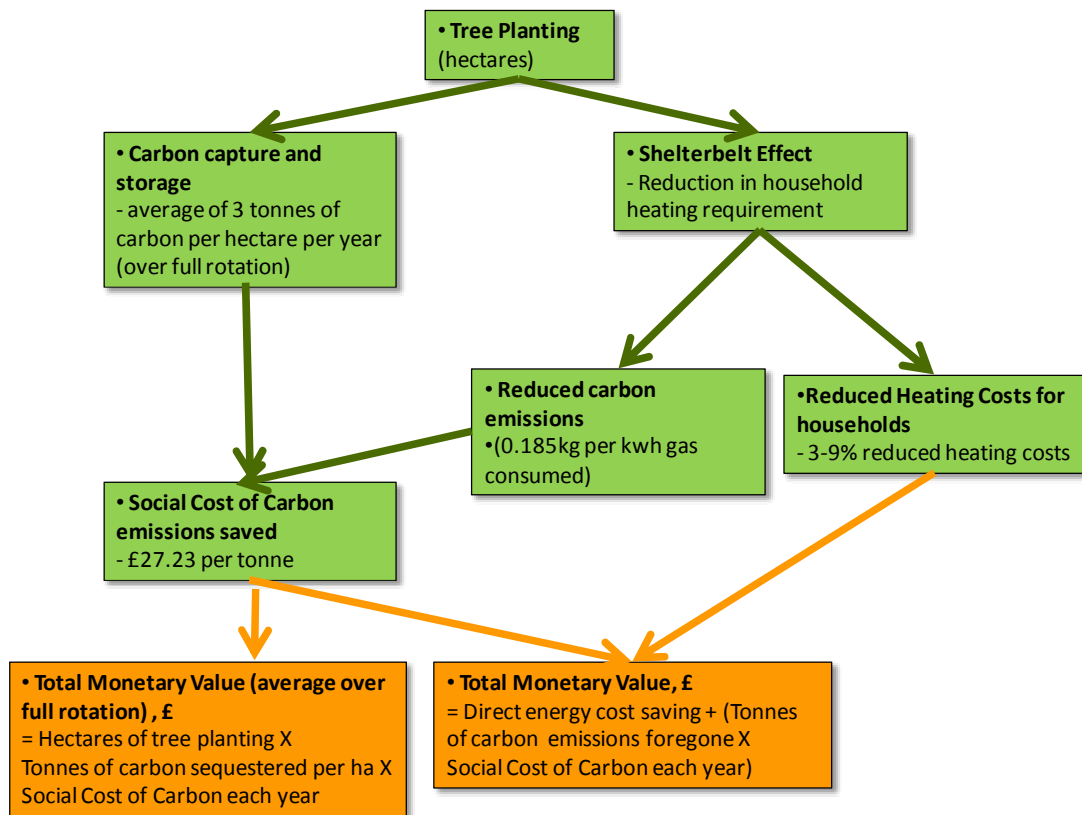 • Tree Planting
(hectares)
• Carbon capture and
storage
- average of 3 tonnes of
carbon per hectare per year
(over full rotation)
• Shelterbelt Effect
- Reduction in household
heating requirement
• Reduced carbon
emissions
•(0.185kg per kwh gas
consumed)
•Reduced Heating Costs for
households
- 3-9% reduced heating costs
• Social Cost of Carbon
emissions saved
- £27.23 per tonne
• Total Monetary Value (average over
full rotation) , £
= Hectares of tree planting X
Tonnes of carbon sequestered per ha X
Social Cost of Carbon each year
• Total Monetary Value, £
= Direct energy cost saving + (Tonnes
of carbon emissions foregone X
Social Cost of Carbon each year)